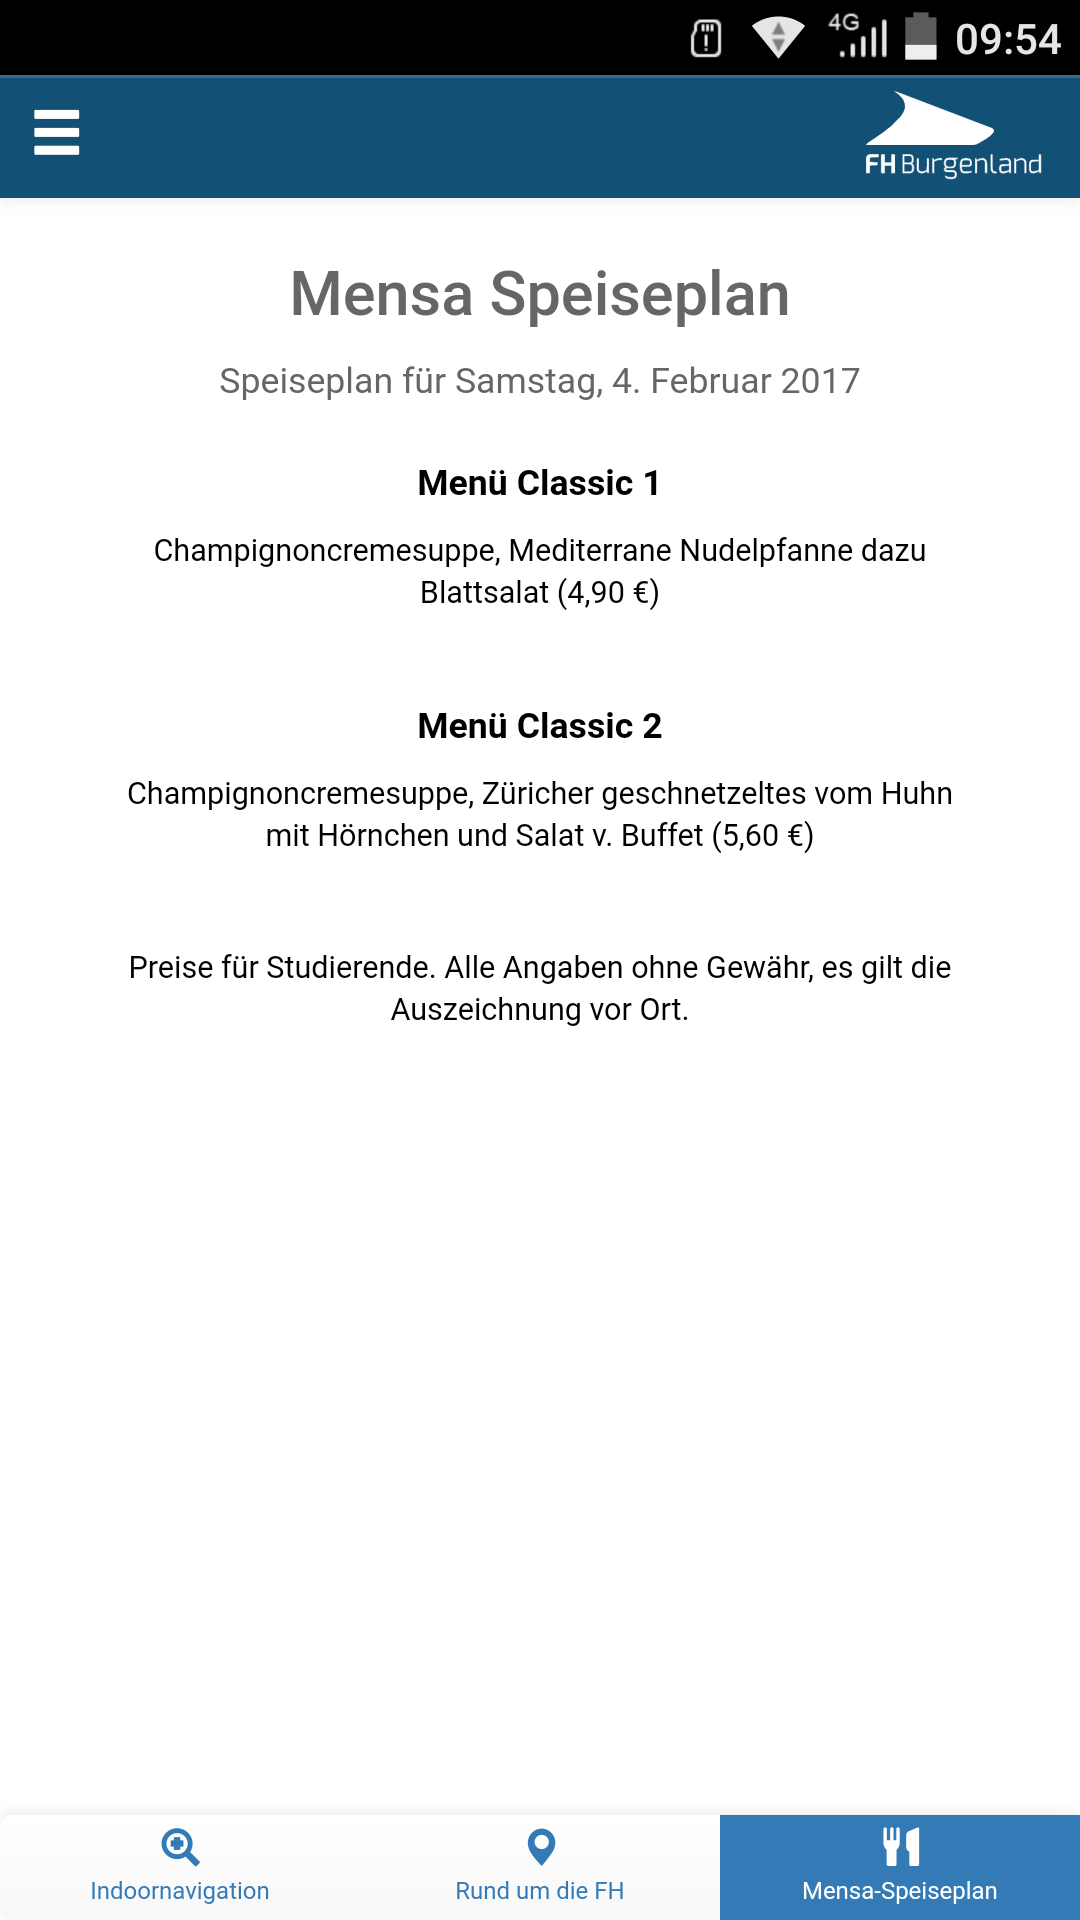 4G 09:54
FH Burgenland
Mensa Speiseplan
Speiseplan für Samstag, 4. Februar 2017
Menü Classic 1
Champignoncremesuppe, Mediterrane Nudelpfanne dazu
Blattsalat (4,90 €)
Menü Classic 2
Champignoncremesuppe, Züricher geschnetzeltes vom Huhn
mit Hörnchen und Salat v. Buffet (5,60 €)
Preise für Studierende. Alle Angaben ohne Gewähr, es gilt die
Auszeichnung vor Ort.
Indoornavigation
Rund um die FH
Mensa-Speiseplan